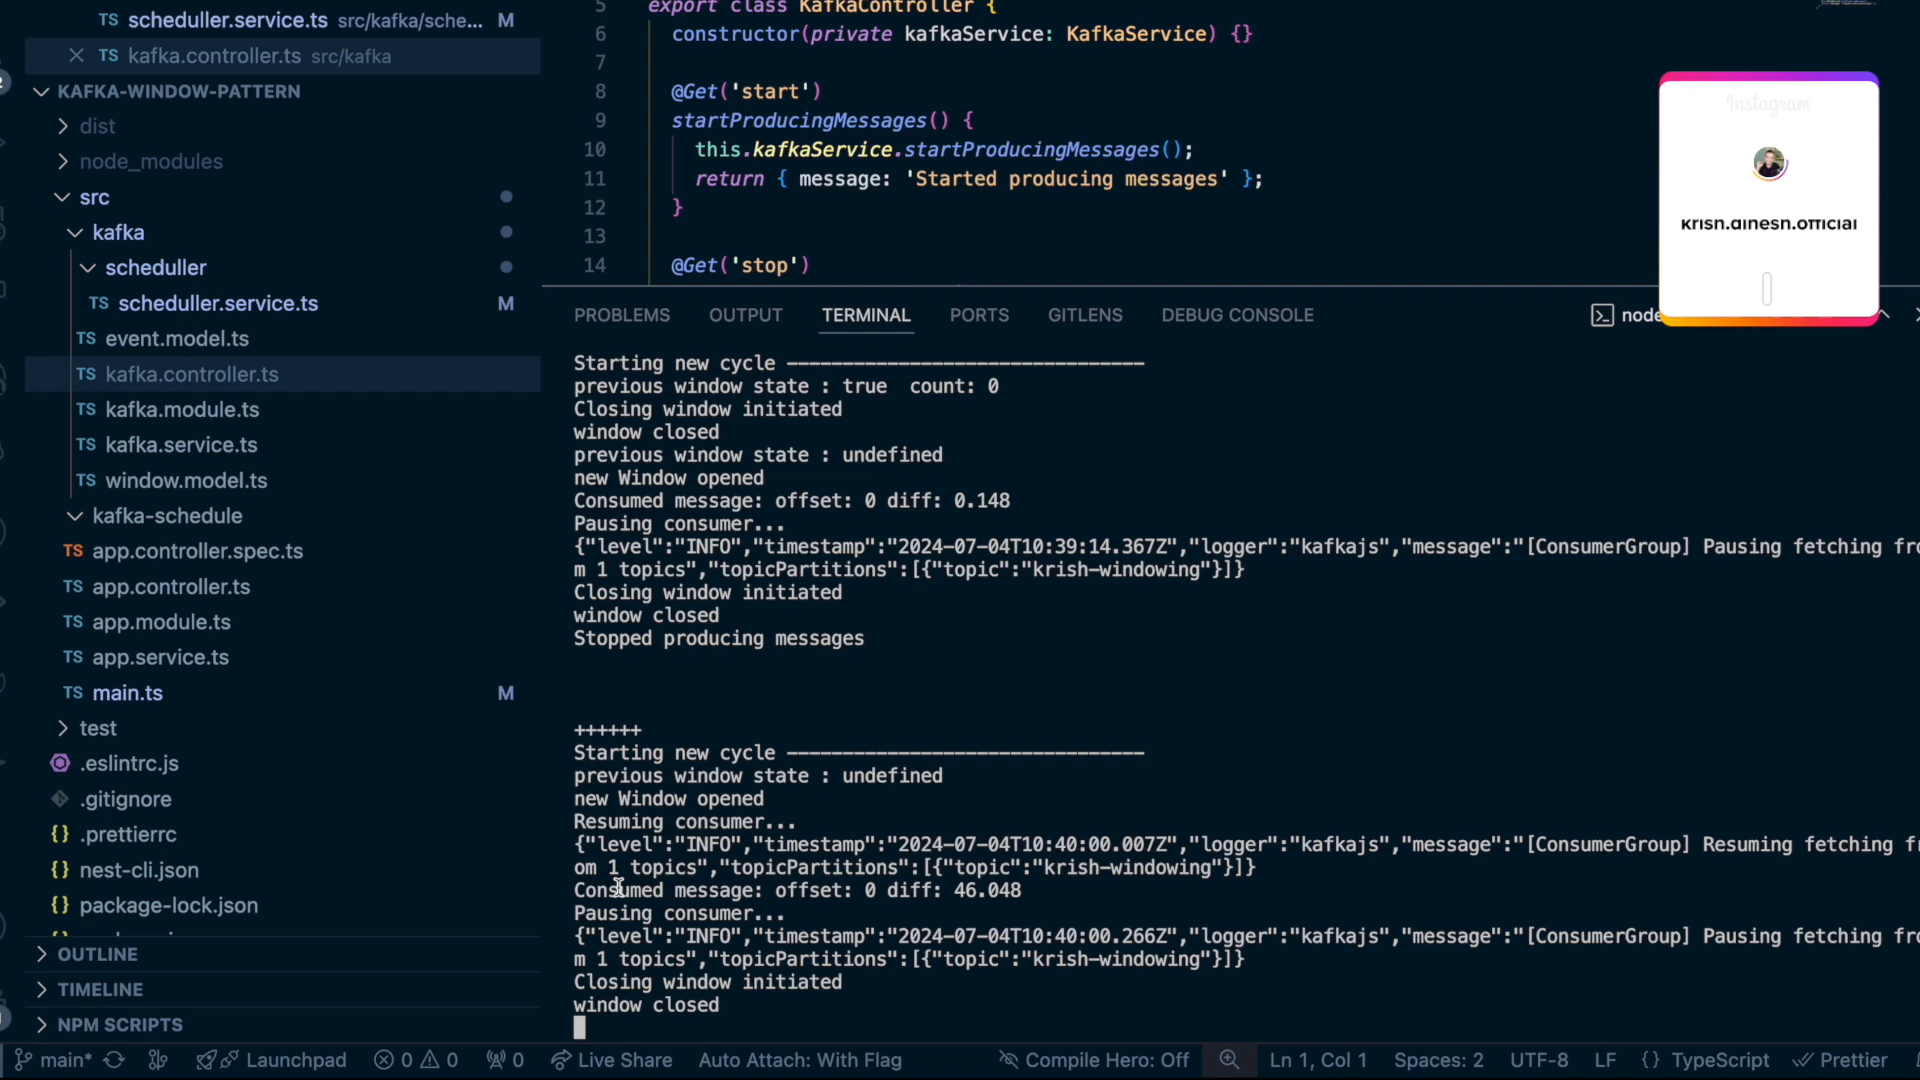 TS scheduller.service.ts src/kafka/sche... M
TS kafka.controller.ts src/kafka
KAFKA-WINDOW-PATTERN
dist
node_modules
src
kafka
scheduller
TS scheduller.service.ts M
TS event.model.ts
TS kafka.controller.ts
TS kafka.module.ts
TS kafka.service.ts
TS window.model.ts
kafka-schedule
TS app.controller.spec.ts
TS app.controller.ts
TS app.module.ts
TS app.service.ts
TS main.ts M
test
.eslintrc.js
.gitignore
{} .prettierrc
{} nest-cli.json
{} package-lock.json
OUTLINE
TIMELINE
NPM SCRIPTS
5 export class KafkaController {
6 constructor(private kafkaService: KafkaService) {}
7
8 @Get('start')
9 startProducingMessages() {
10 this.kafkaService.startProducingMessages();
11 return { message: 'Started producing messages' };
12 }
13
14 @Get('stop')
Instagram
krish.dinesh.official
PROBLEMS OUTPUT TERMINAL PORTS GITLENS DEBUG CONSOLE node
Starting new cycle --------------------------------
previous window state : true  count: 0
Closing window initiated
window closed
previous window state : undefined
new Window opened
Consumed message: offset: 0 diff: 0.148
Pausing consumer...
{"level":"INFO","timestamp":"2024-07-04T10:39:14.367Z","logger":"kafkajs","message":"[ConsumerGroup] Pausing fetching fro
m 1 topics","topicPartitions":[{"topic":"krish-windowing"}]}
Closing window initiated
window closed
Stopped producing messages
++++++
Starting new cycle --------------------------------
previous window state : undefined
new Window opened
Resuming consumer...
{"level":"INFO","timestamp":"2024-07-04T10:40:00.007Z","logger":"kafkajs","message":"[ConsumerGroup] Resuming fetching fr
om 1 topics","topicPartitions":[{"topic":"krish-windowing"}]}
Consumed message: offset: 0 diff: 46.048
Pausing consumer...
{"level":"INFO","timestamp":"2024-07-04T10:40:00.266Z","logger":"kafkajs","message":"[ConsumerGroup] Pausing fetching fro
m 1 topics","topicPartitions":[{"topic":"krish-windowing"}]}
Closing window initiated
window closed
main* Launchpad 0 0 0 Live Share Auto Attach: With Flag Compile Hero: Off Ln 1, Col 1 Spaces: 2 UTF-8 LF {} TypeScript Prettier